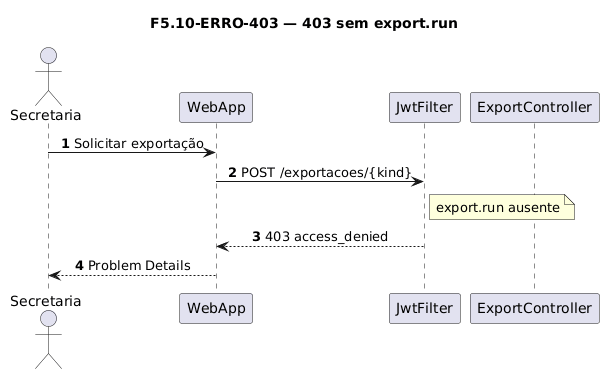 F5.10-ERRO-403 — 403 sem export.run
Secretaria
WebApp
JwtFilter
ExportController
1 Solicitar exportação
2 POST /exportacoes/{kind}
export.run ausente
3 403 access_denied
4 Problem Details
Secretaria
WebApp
JwtFilter
ExportController